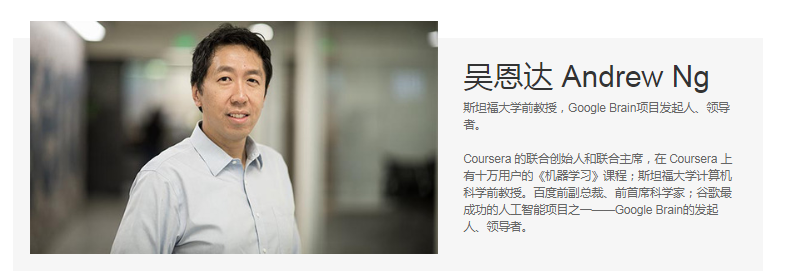 吴恩达 Andrew Ng
斯坦福大学前教授，Google Brain项目发起人、领导
者。
Coursera 的联合创始人和联合主席，在 Coursera 上
有十万用户的《机器学习》课程；斯坦福大学计算机
科学前教授。百度前副总裁、前首席科学家；谷歌最
成功的人工智能项目之一——Google Brain的发起
人、领导者。